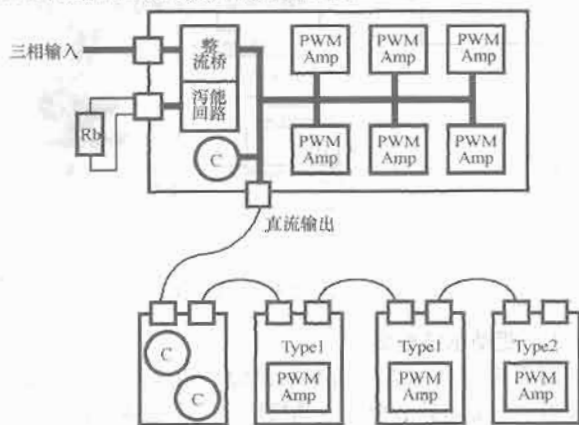 三相输入
整
流桥
泻能
回路
Rb
C
PWM
Amp
PWM
Amp
PWM
Amp
PWM
Amp
PWM
Amp
PWM
Amp
直流输出
C
C
Type1
PWM
Amp
Type1
PWM
Amp
Type2
PWM
Amp